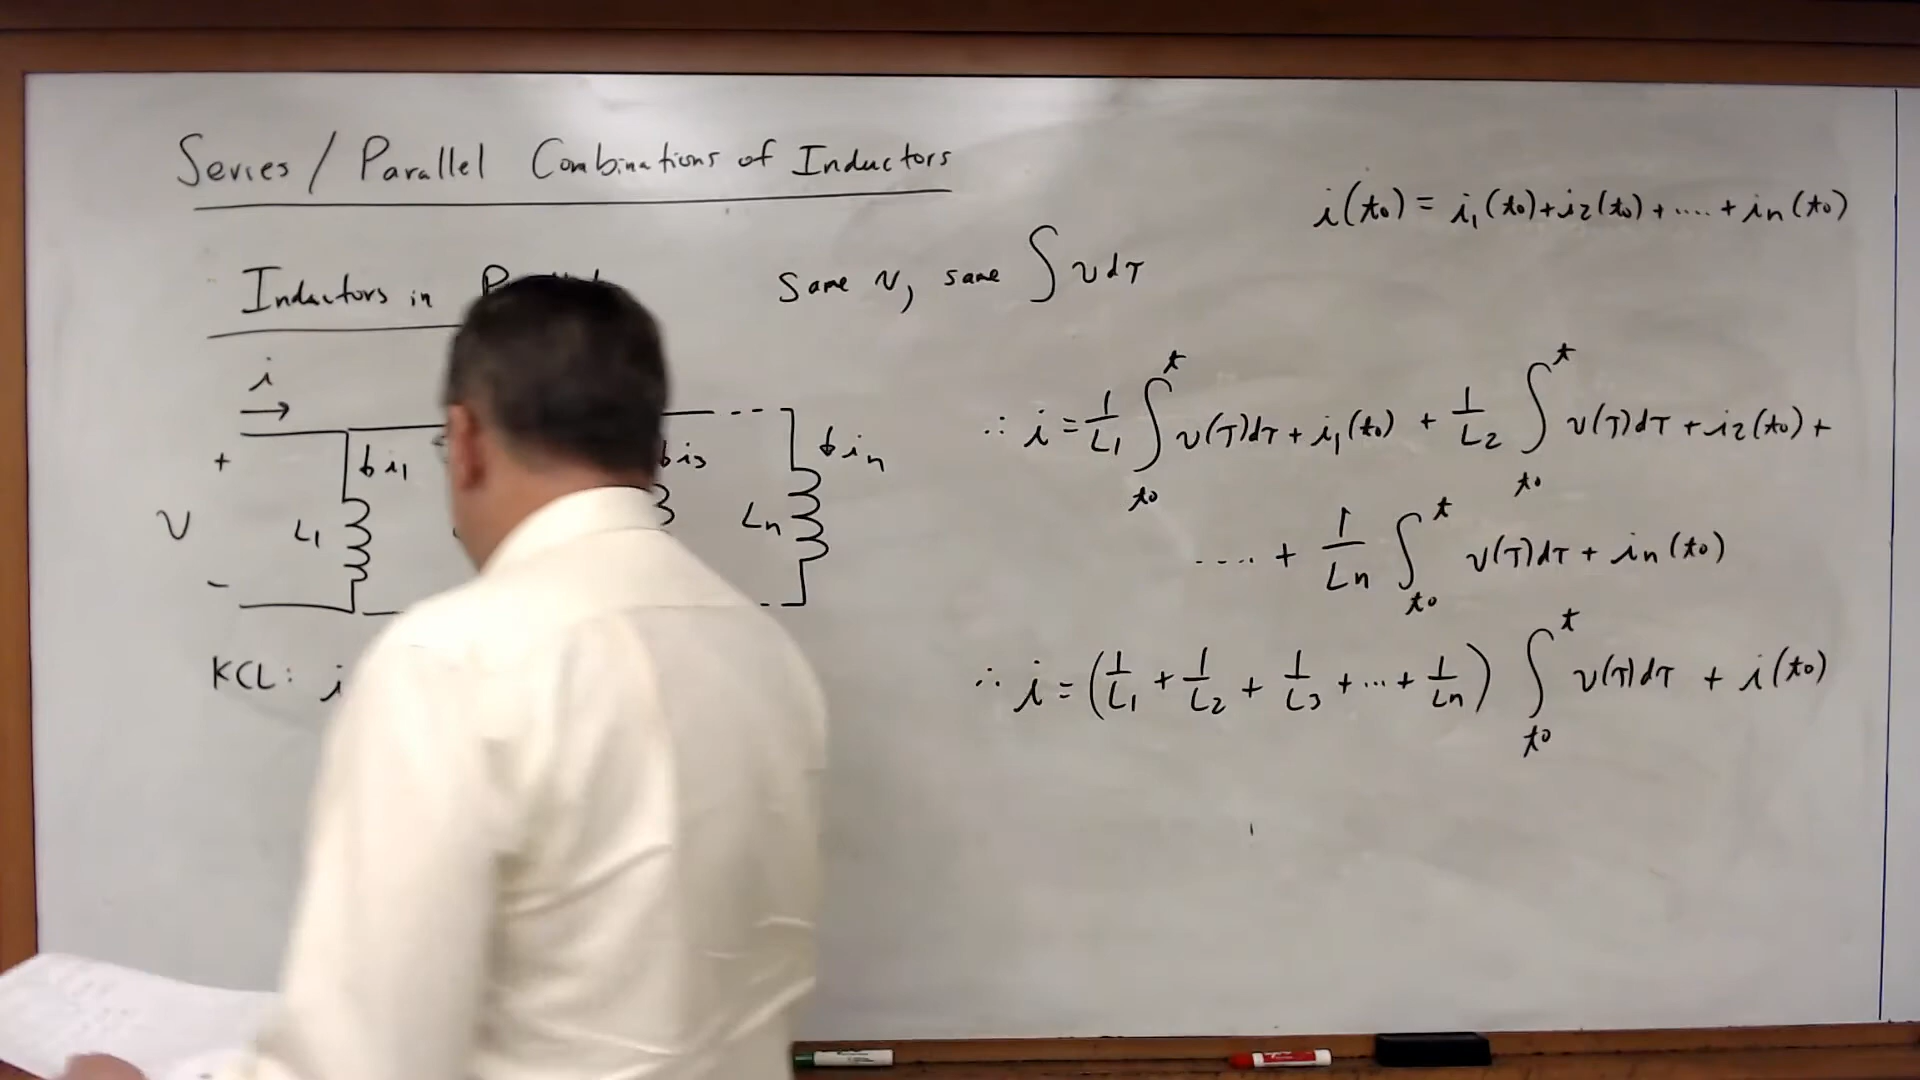 Series / Parallel Combinations of Inductors
i(t₀) = i₁(t₀) + i₂(t₀) + .... + iₙ(t₀)
Inductors in
Same v, same ∫ v dτ
i
+
v
-
L₁
i₁
i₃
Lₙ
iₙ
KCL: i
∴ i = 1/L₁ ∫ₜ₀ᵗ v(τ)dτ + i₁(t₀) + 1/L₂ ∫ₜ₀ᵗ v(τ)dτ + i₂(t₀) +
.... + 1/Lₙ ∫ₜ₀ᵗ v(τ)dτ + iₙ(t₀)
∴ i = (1/L₁ + 1/L₂ + 1/L₃ + ... + 1/Lₙ) ∫ₜ₀ᵗ v(τ)dτ + i(t₀)